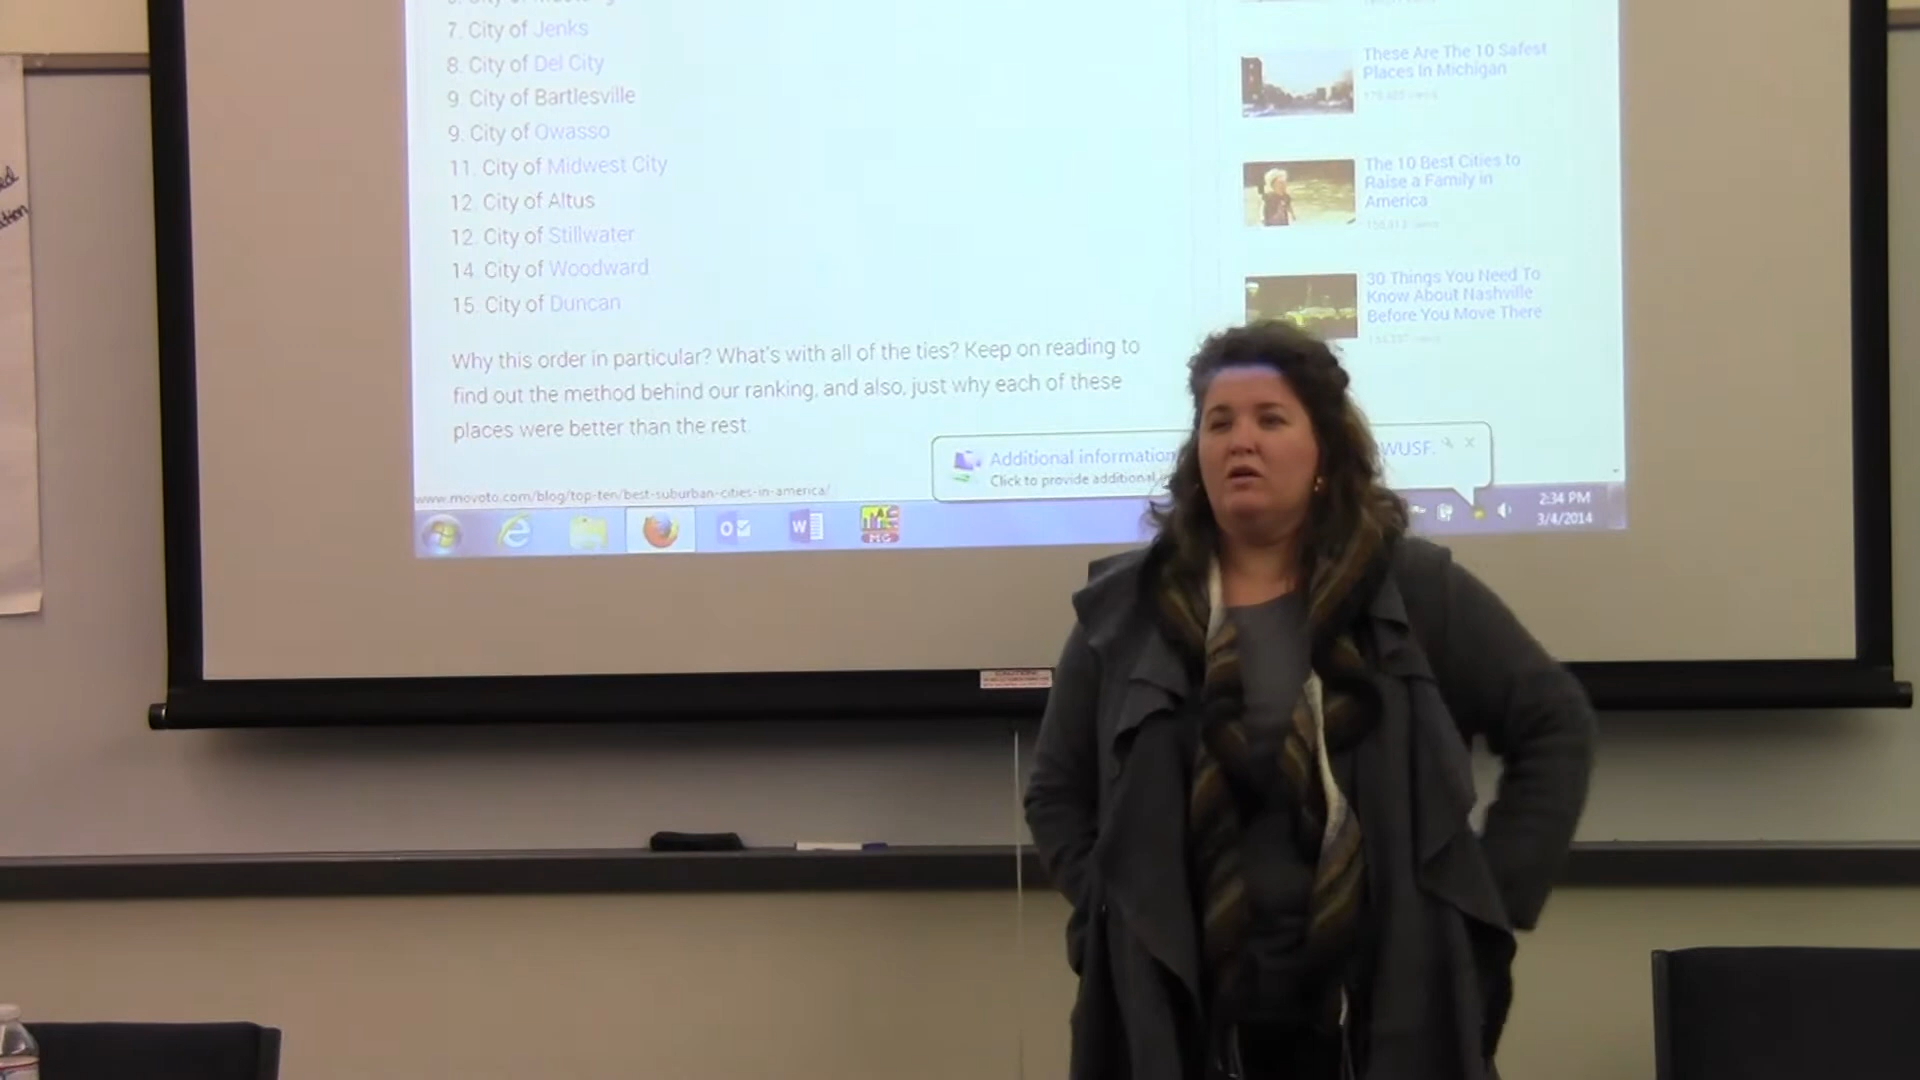 7. City of Jenks
8. City of Del City
9. City of Bartlesville
9. City of Owasso
11. City of Midwest City
12. City of Altus
12. City of Stillwater
14. City of Woodward
15. City of Duncan
Why this order in particular? What's with all of the ties? Keep on reading to
find out the method behind our ranking, and also, just why each of these
places were better than the rest.
These Are The 10 Safest
Places In Michigan
The 10 Best Cities to
Raise a Family in
America
30 Things You Need To
Know About Nashville
Before You Move There
Additional information
WUSF.
Click to provide additional
www.movoto.com/blog/top-ten/best-suburban-cities-in-america/
2:34 PM
3/4/2014